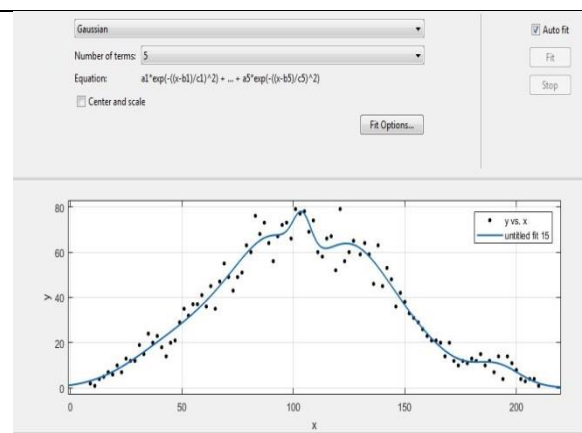 Gaussian
Auto fit
Number of terms: 5
Fit
Equation: a1*exp(-((x-b1)/c1)^2) + ... + a5*exp(-((x-b5)/c5)^2)
Stop
Center and scale
Fit Options...
80
60
40
20
0
y
y vs. x
untitled fit 15
0 50 100 150 200
x